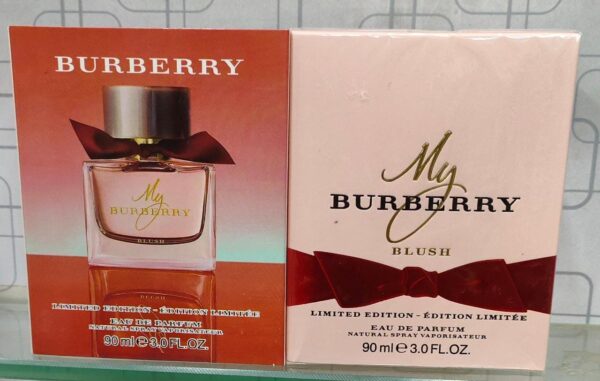 BURBERRY
My
BURBERRY
BLUSH
LIMITED EDITION - ÉDITION LIMITÉE
EAU DE PARFUM
NATURAL SPRAY VAPORISATEUR
90 ml e 3.0 FL.OZ.
My
BURBERRY
BLUSH
LIMITED EDITION - ÉDITION LIMITÉE
EAU DE PARFUM
NATURAL SPRAY VAPORISATEUR
90 ml e 3.0 FL.OZ.